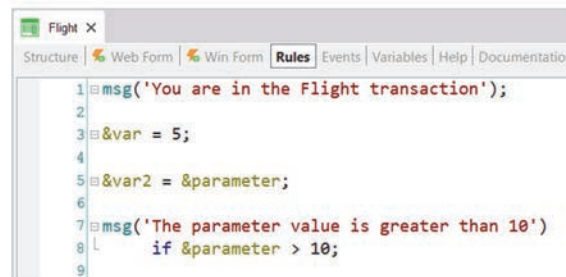 Flight X
Structure Web Form Win Form Rules Events Variables Help Documentatio
1 msg('You are in the Flight transaction');
2
3 &var = 5;
4
5 &var2 = &parameter;
6
7 msg('The parameter value is greater than 10')
8 if &parameter > 10;
9